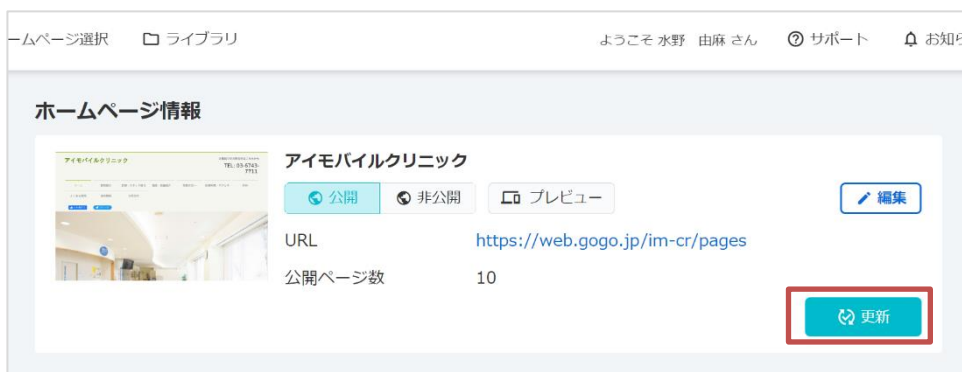 ームページ選択 ライブラリ ようこそ 水野 由麻 さん サポート お知ら
ホームページ情報
アイモバイルクリニック
TEL: 03-6743-
7711
アイモバイルクリニック
公開 非公開 プレビュー 編集
URL https://web.gogo.jp/im-cr/pages
公開ページ数 10
更新